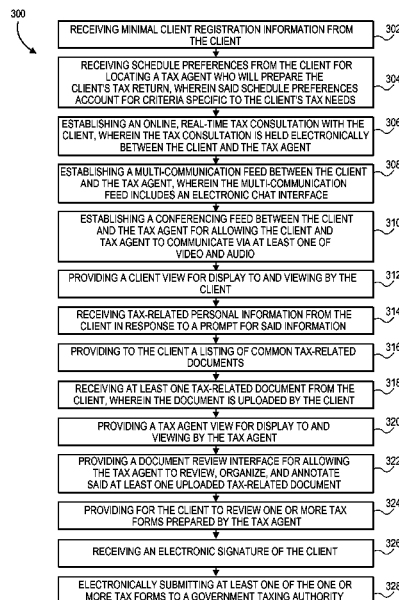 300
RECEIVING MINIMAL CLIENT REGISTRATION INFORMATION FROM
THE CLIENT
302
RECEIVING SCHEDULE PREFERENCES FROM THE CLIENT FOR
LOCATING A TAX AGENT WHO WILL PREPARE THE
CLIENT'S TAX RETURN, WHEREIN SAID SCHEDULE PREFERENCES
ACCOUNT FOR CRITERIA SPECIFIC TO THE CLIENT'S TAX NEEDS
304
ESTABLISHING AN ONLINE, REAL-TIME TAX CONSULTATION WITH THE
CLIENT, WHEREIN THE TAX CONSULTATION IS HELD ELECTRONICALLY
BETWEEN THE CLIENT AND THE TAX AGENT
306
ESTABLISHING A MULTI-COMMUNICATION FEED BETWEEN THE CLIENT
AND THE TAX AGENT, WHEREIN THE MULTI-COMMUNICATION
FEED INCLUDES AN ELECTRONIC CHAT INTERFACE
308
ESTABLISHING A CONFERENCING FEED BETWEEN THE CLIENT
AND THE TAX AGENT FOR ALLOWING THE CLIENT AND
TAX AGENT TO COMMUNICATE VIA AT LEAST ONE OF
VIDEO AND AUDIO
310
PROVIDING A CLIENT VIEW FOR DISPLAY TO AND VIEWING BY THE
CLIENT
312
RECEIVING TAX-RELATED PERSONAL INFORMATION FROM THE
CLIENT IN RESPONSE TO A PROMPT FOR SAID INFORMATION
314
PROVIDING TO THE CLIENT A LISTING OF COMMON TAX-RELATED
DOCUMENTS
316
RECEIVING AT LEAST ONE TAX-RELATED DOCUMENT FROM THE
CLIENT, WHEREIN THE DOCUMENT IS UPLOADED BY THE CLIENT
318
PROVIDING A TAX AGENT VIEW FOR DISPLAY TO AND
VIEWING BY THE TAX AGENT
320
PROVIDING A DOCUMENT REVIEW INTERFACE FOR ALLOWING
THE TAX AGENT TO REVIEW, ORGANIZE, AND ANNOTATE
SAID AT LEAST ONE UPLOADED TAX-RELATED DOCUMENT
322
PROVIDING FOR THE CLIENT TO REVIEW ONE OR MORE TAX
FORMS PREPARED BY THE TAX AGENT
324
RECEIVING AN ELECTRONIC SIGNATURE OF THE CLIENT
326
ELECTRONICALLY SUBMITTING AT LEAST ONE OF THE ONE OR
MORE TAX FORMS TO A GOVERNMENT TAXING AUTHORITY
328